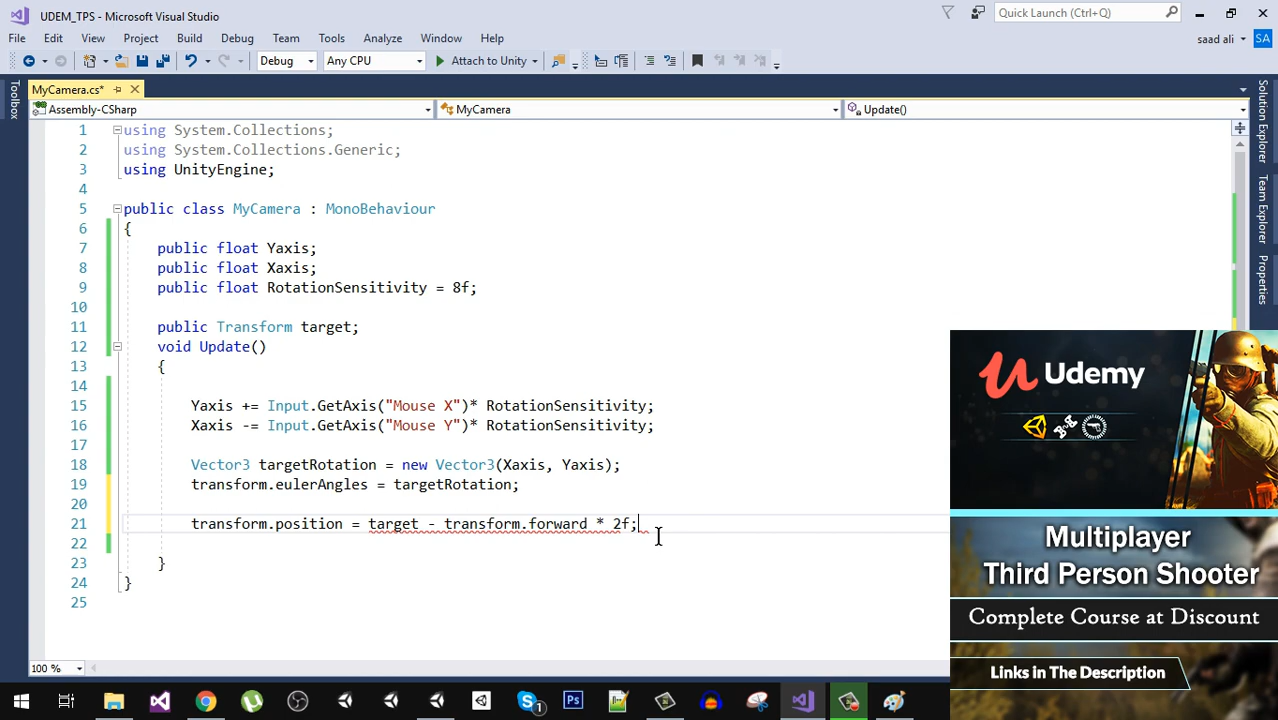 UDEM_TPS - Microsoft Visual Studio
Quick Launch (Ctrl+Q)
File Edit View Project Build Debug Team Tools Analyze Window Help
saad ali SA
Debug Any CPU Attach to Unity
Toolbox
MyCamera.cs*
Assembly-CSharp MyCamera Update()
Solution Explorer
Team Explorer
Properties
1 using System.Collections;
2 using System.Collections.Generic;
3 using UnityEngine;
4
5 public class MyCamera : MonoBehaviour
6 {
7 public float Yaxis;
8 public float Xaxis;
9 public float RotationSensitivity = 8f;
10
11 public Transform target;
12 void Update()
13 {
14
15 Yaxis += Input.GetAxis("Mouse X")* RotationSensitivity;
16 Xaxis -= Input.GetAxis("Mouse Y")* RotationSensitivity;
17
18 Vector3 targetRotation = new Vector3(Xaxis, Yaxis);
19 transform.eulerAngles = targetRotation;
20
21 transform.position = target - transform.forward * 2f;
22
23 }
24 }
25
100 %
Udemy
Multiplayer
Third Person Shooter
Complete Course at Discount
Links in The Description
S 1 Ps